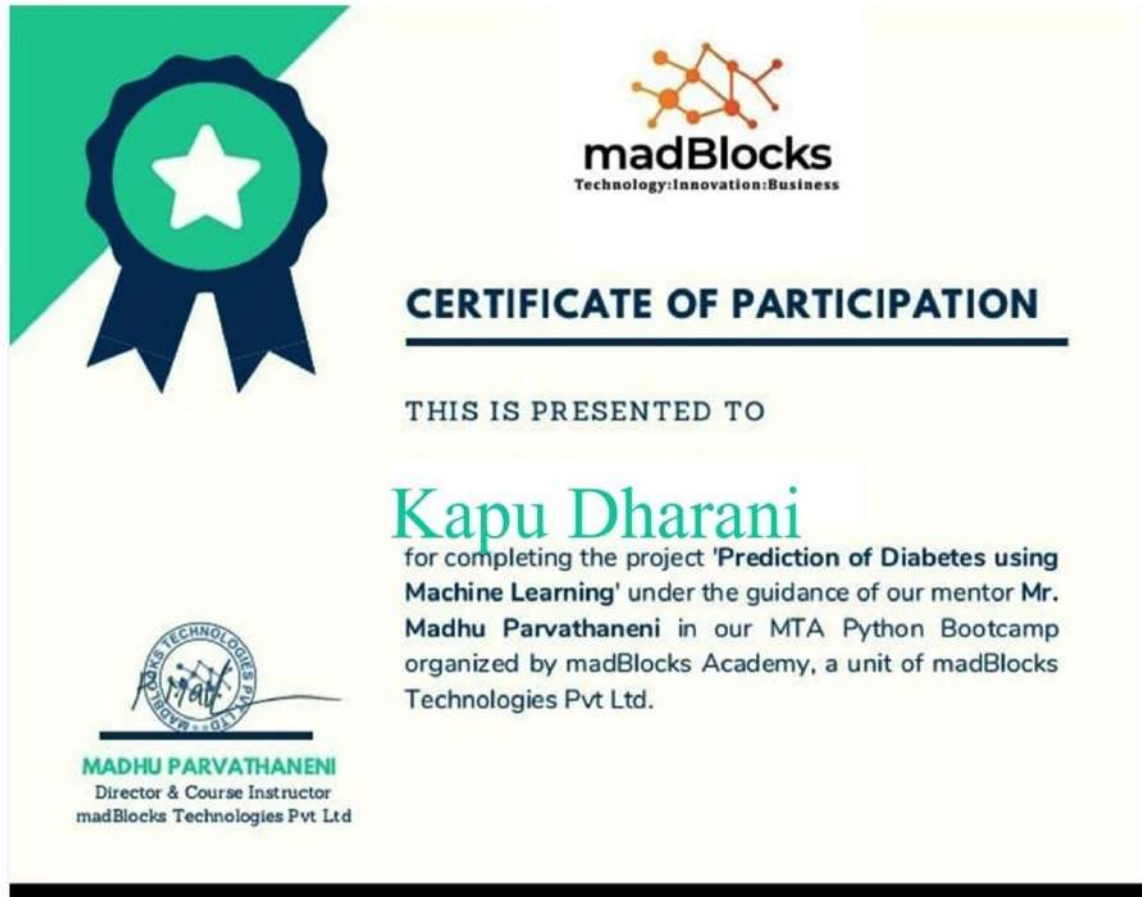 madBlocks
Technology:Innovation:Business
CERTIFICATE OF PARTICIPATION
THIS IS PRESENTED TO
Kapu Dharani
for completing the project 'Prediction of Diabetes using
Machine Learning' under the guidance of our mentor Mr.
Madhu Parvathaneni in our MTA Python Bootcamp
organized by madBlocks Academy, a unit of madBlocks
Technologies Pvt Ltd.
MADBLOCKS TECHNOLOGIES PVT LTD
MADHU PARVATHANENI
Director & Course Instructor
madBlocks Technologies Pvt Ltd